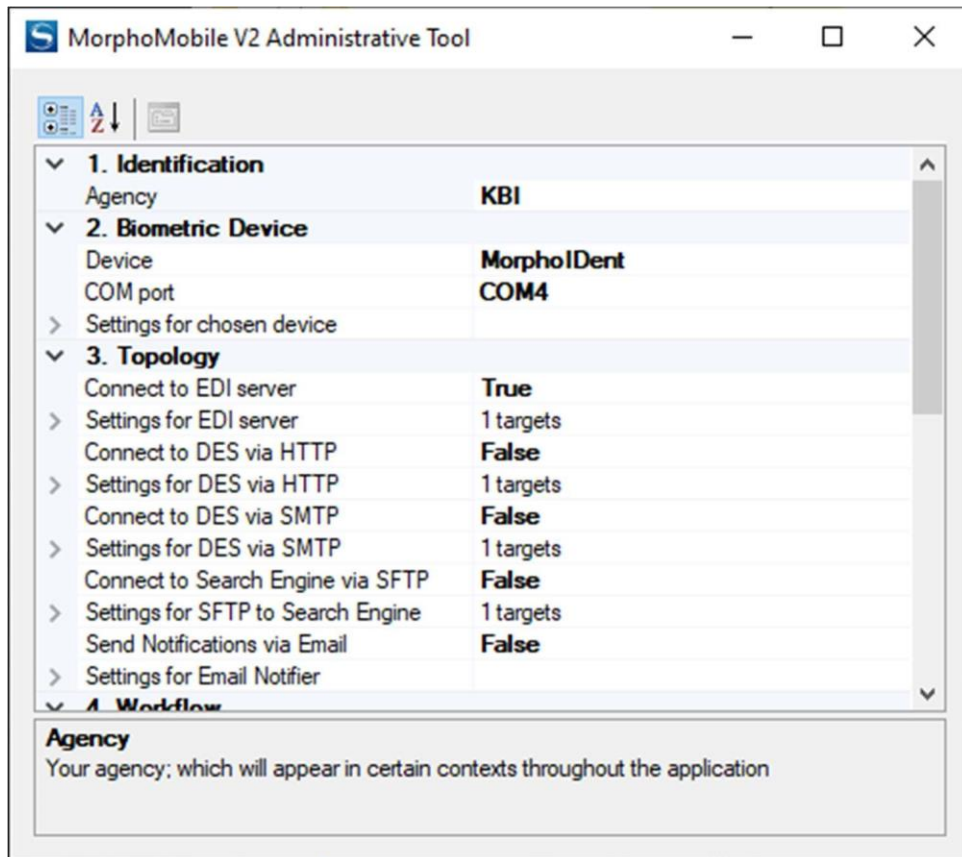 MorphoMobile V2 Administrative Tool
1. Identification
Agency KBI
2. Biometric Device
Device MorphoIDent
COM port COM4
Settings for chosen device
3. Topology
Connect to EDI server True
Settings for EDI server 1 targets
Connect to DES via HTTP False
Settings for DES via HTTP 1 targets
Connect to DES via SMTP False
Settings for DES via SMTP 1 targets
Connect to Search Engine via SFTP False
Settings for SFTP to Search Engine 1 targets
Send Notifications via Email False
Settings for Email Notifier
4. Workflow
Agency
Your agency; which will appear in certain contexts throughout the application